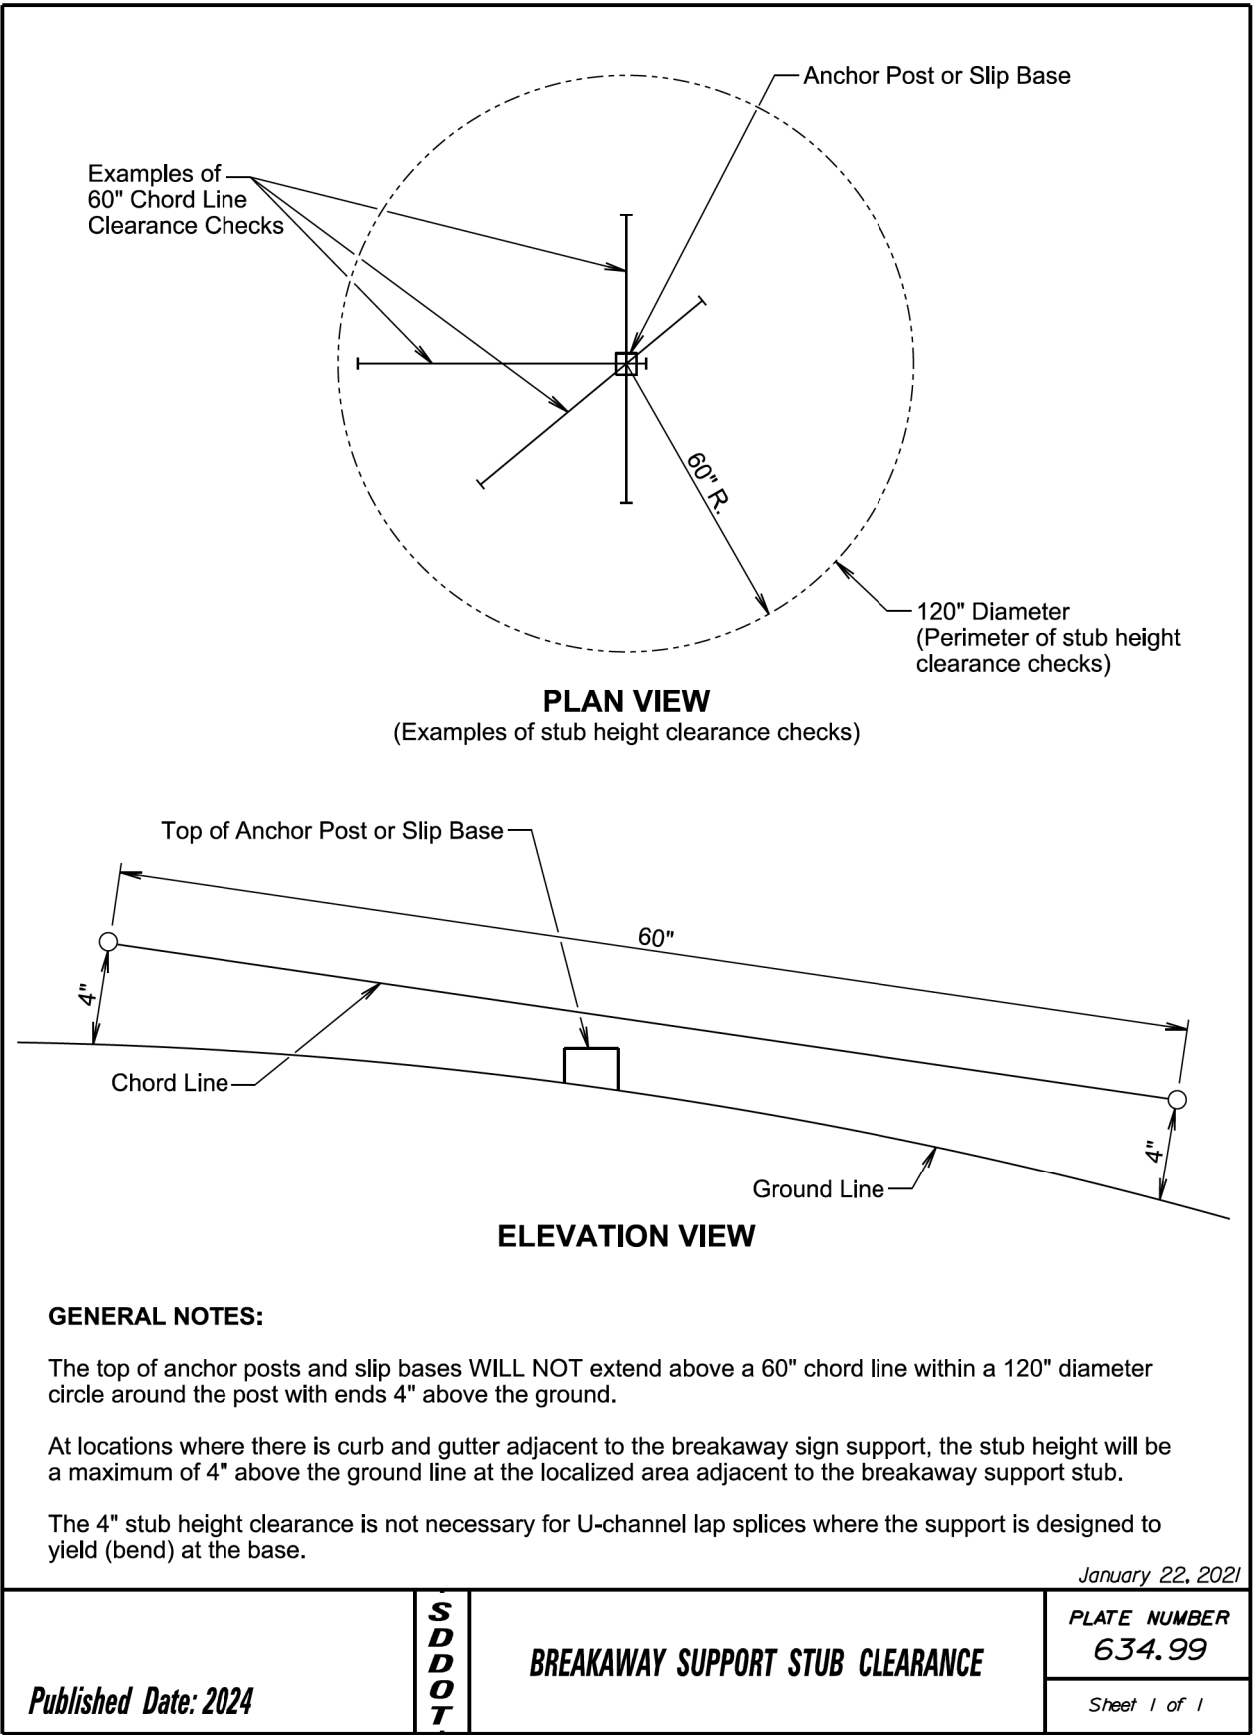 Anchor Post or Slip Base
Examples of
60" Chord Line
Clearance Checks
60" R.
120" Diameter
(Perimeter of stub height
clearance checks)
PLAN VIEW
(Examples of stub height clearance checks)
Top of Anchor Post or Slip Base
60"
4"
Chord Line
4"
Ground Line
ELEVATION VIEW
GENERAL NOTES:
The top of anchor posts and slip bases WILL NOT extend above a 60" chord line within a 120" diameter
circle around the post with ends 4" above the ground.
At locations where there is curb and gutter adjacent to the breakaway sign support, the stub height will be
a maximum of 4" above the ground line at the localized area adjacent to the breakaway support stub.
The 4" stub height clearance is not necessary for U-channel lap splices where the support is designed to
yield (bend) at the base.
January 22, 2021
Published Date: 2024
SDDOT
BREAKAWAY SUPPORT STUB CLEARANCE
PLATE NUMBER
634.99
Sheet 1 of 1